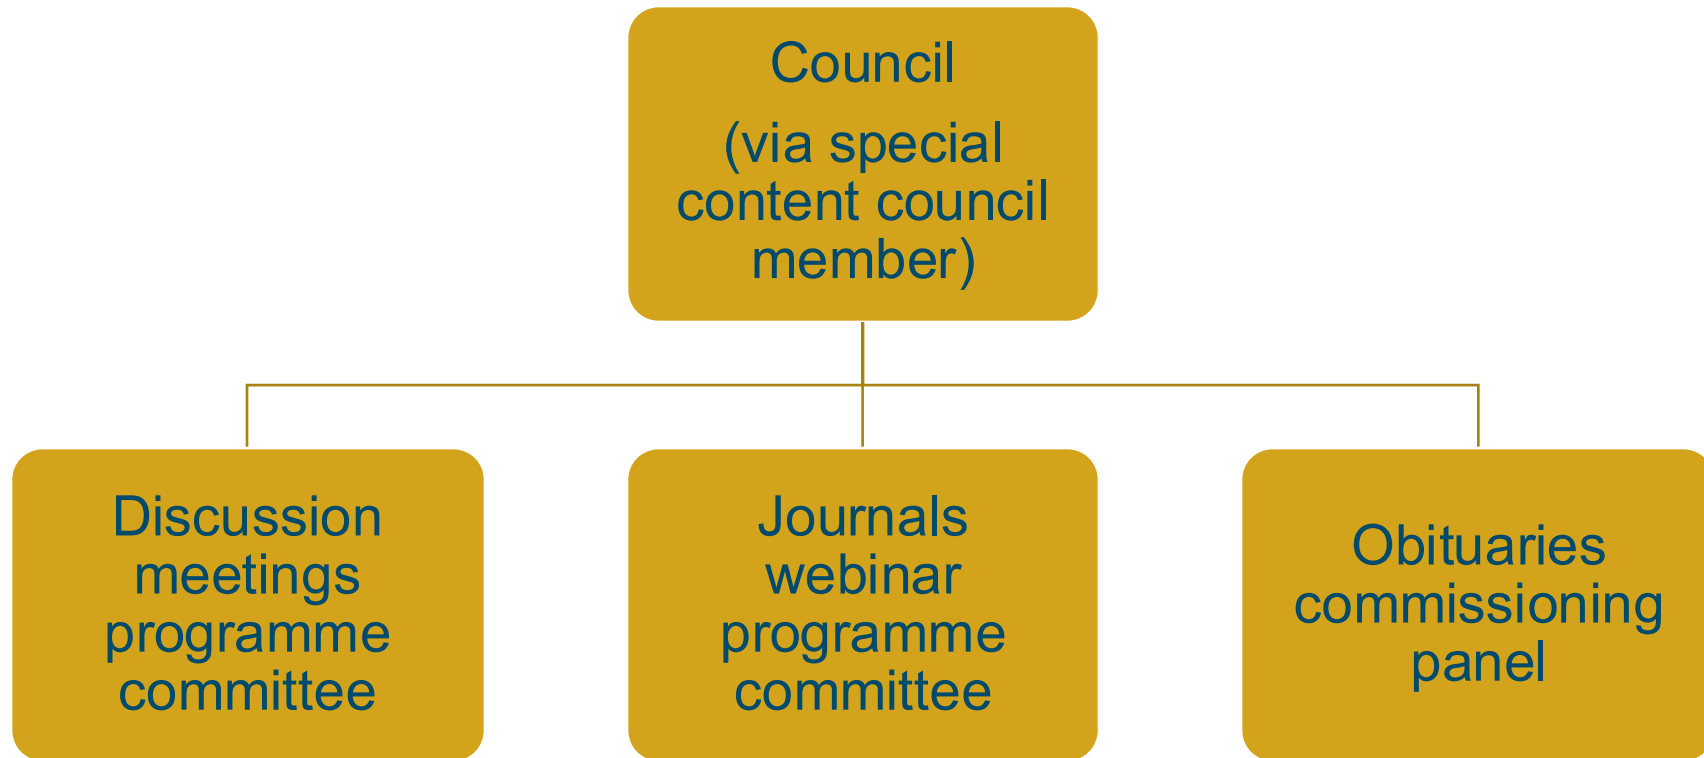 Council
(via special
content council
member)
Discussion
meetings
programme
committee
Journals
webinar
programme
committee
Obituaries
commissioning
panel